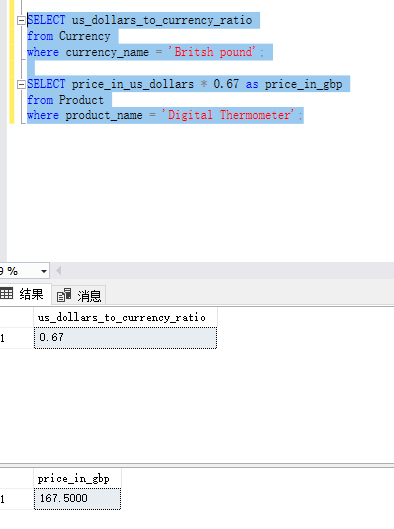 SELECT us_dollars_to_currency_ratio
from Currency
where currency_name = 'Britsh pound';
SELECT price_in_us_dollars * 0.67 as price_in_gbp
from Product
where product_name = 'Digital Thermometer';
9 %
结果 消息
us_dollars_to_currency_ratio
1 0.67
price_in_gbp
1 167.5000